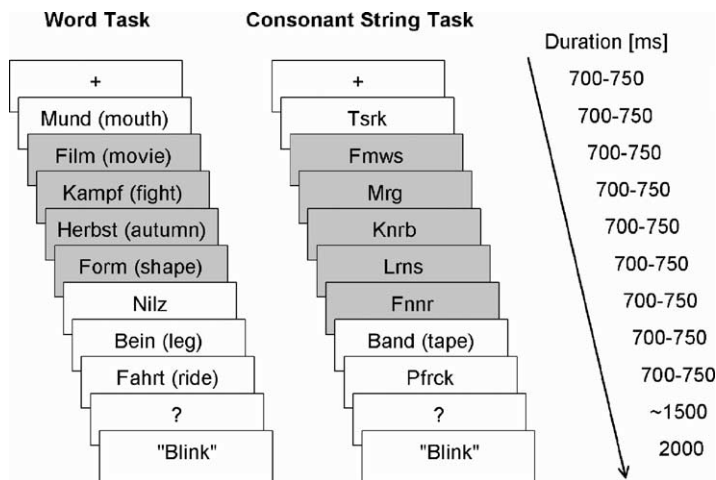 Word Task
Consonant String Task
Duration [ms]
+
+
700-750
Mund (mouth)
Tsrk
700-750
Film (movie)
Fmws
700-750
Kampf (fight)
Mrg
700-750
Herbst (autumn)
Knrb
700-750
Form (shape)
Lrns
700-750
Nilz
Fnnr
700-750
Bein (leg)
Band (tape)
700-750
Fahrt (ride)
Pfrck
700-750
?
?
~1500
"Blink"
"Blink"
2000